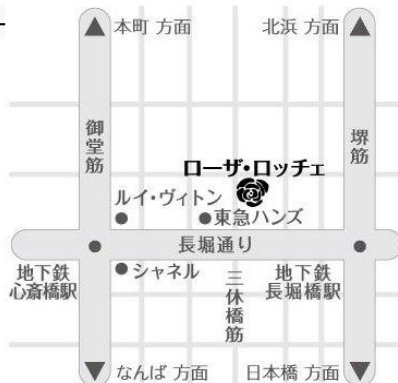 本町 方面
北浜 方面
御堂筋
堺筋
ローザ・ロッチェ
ルイ・ヴィトン
東急ハンズ
長堀通り
地下鉄
心斎橋駅
シャネル
三休橋筋
地下鉄
長堀橋駅
なんば 方面
日本橋 方面